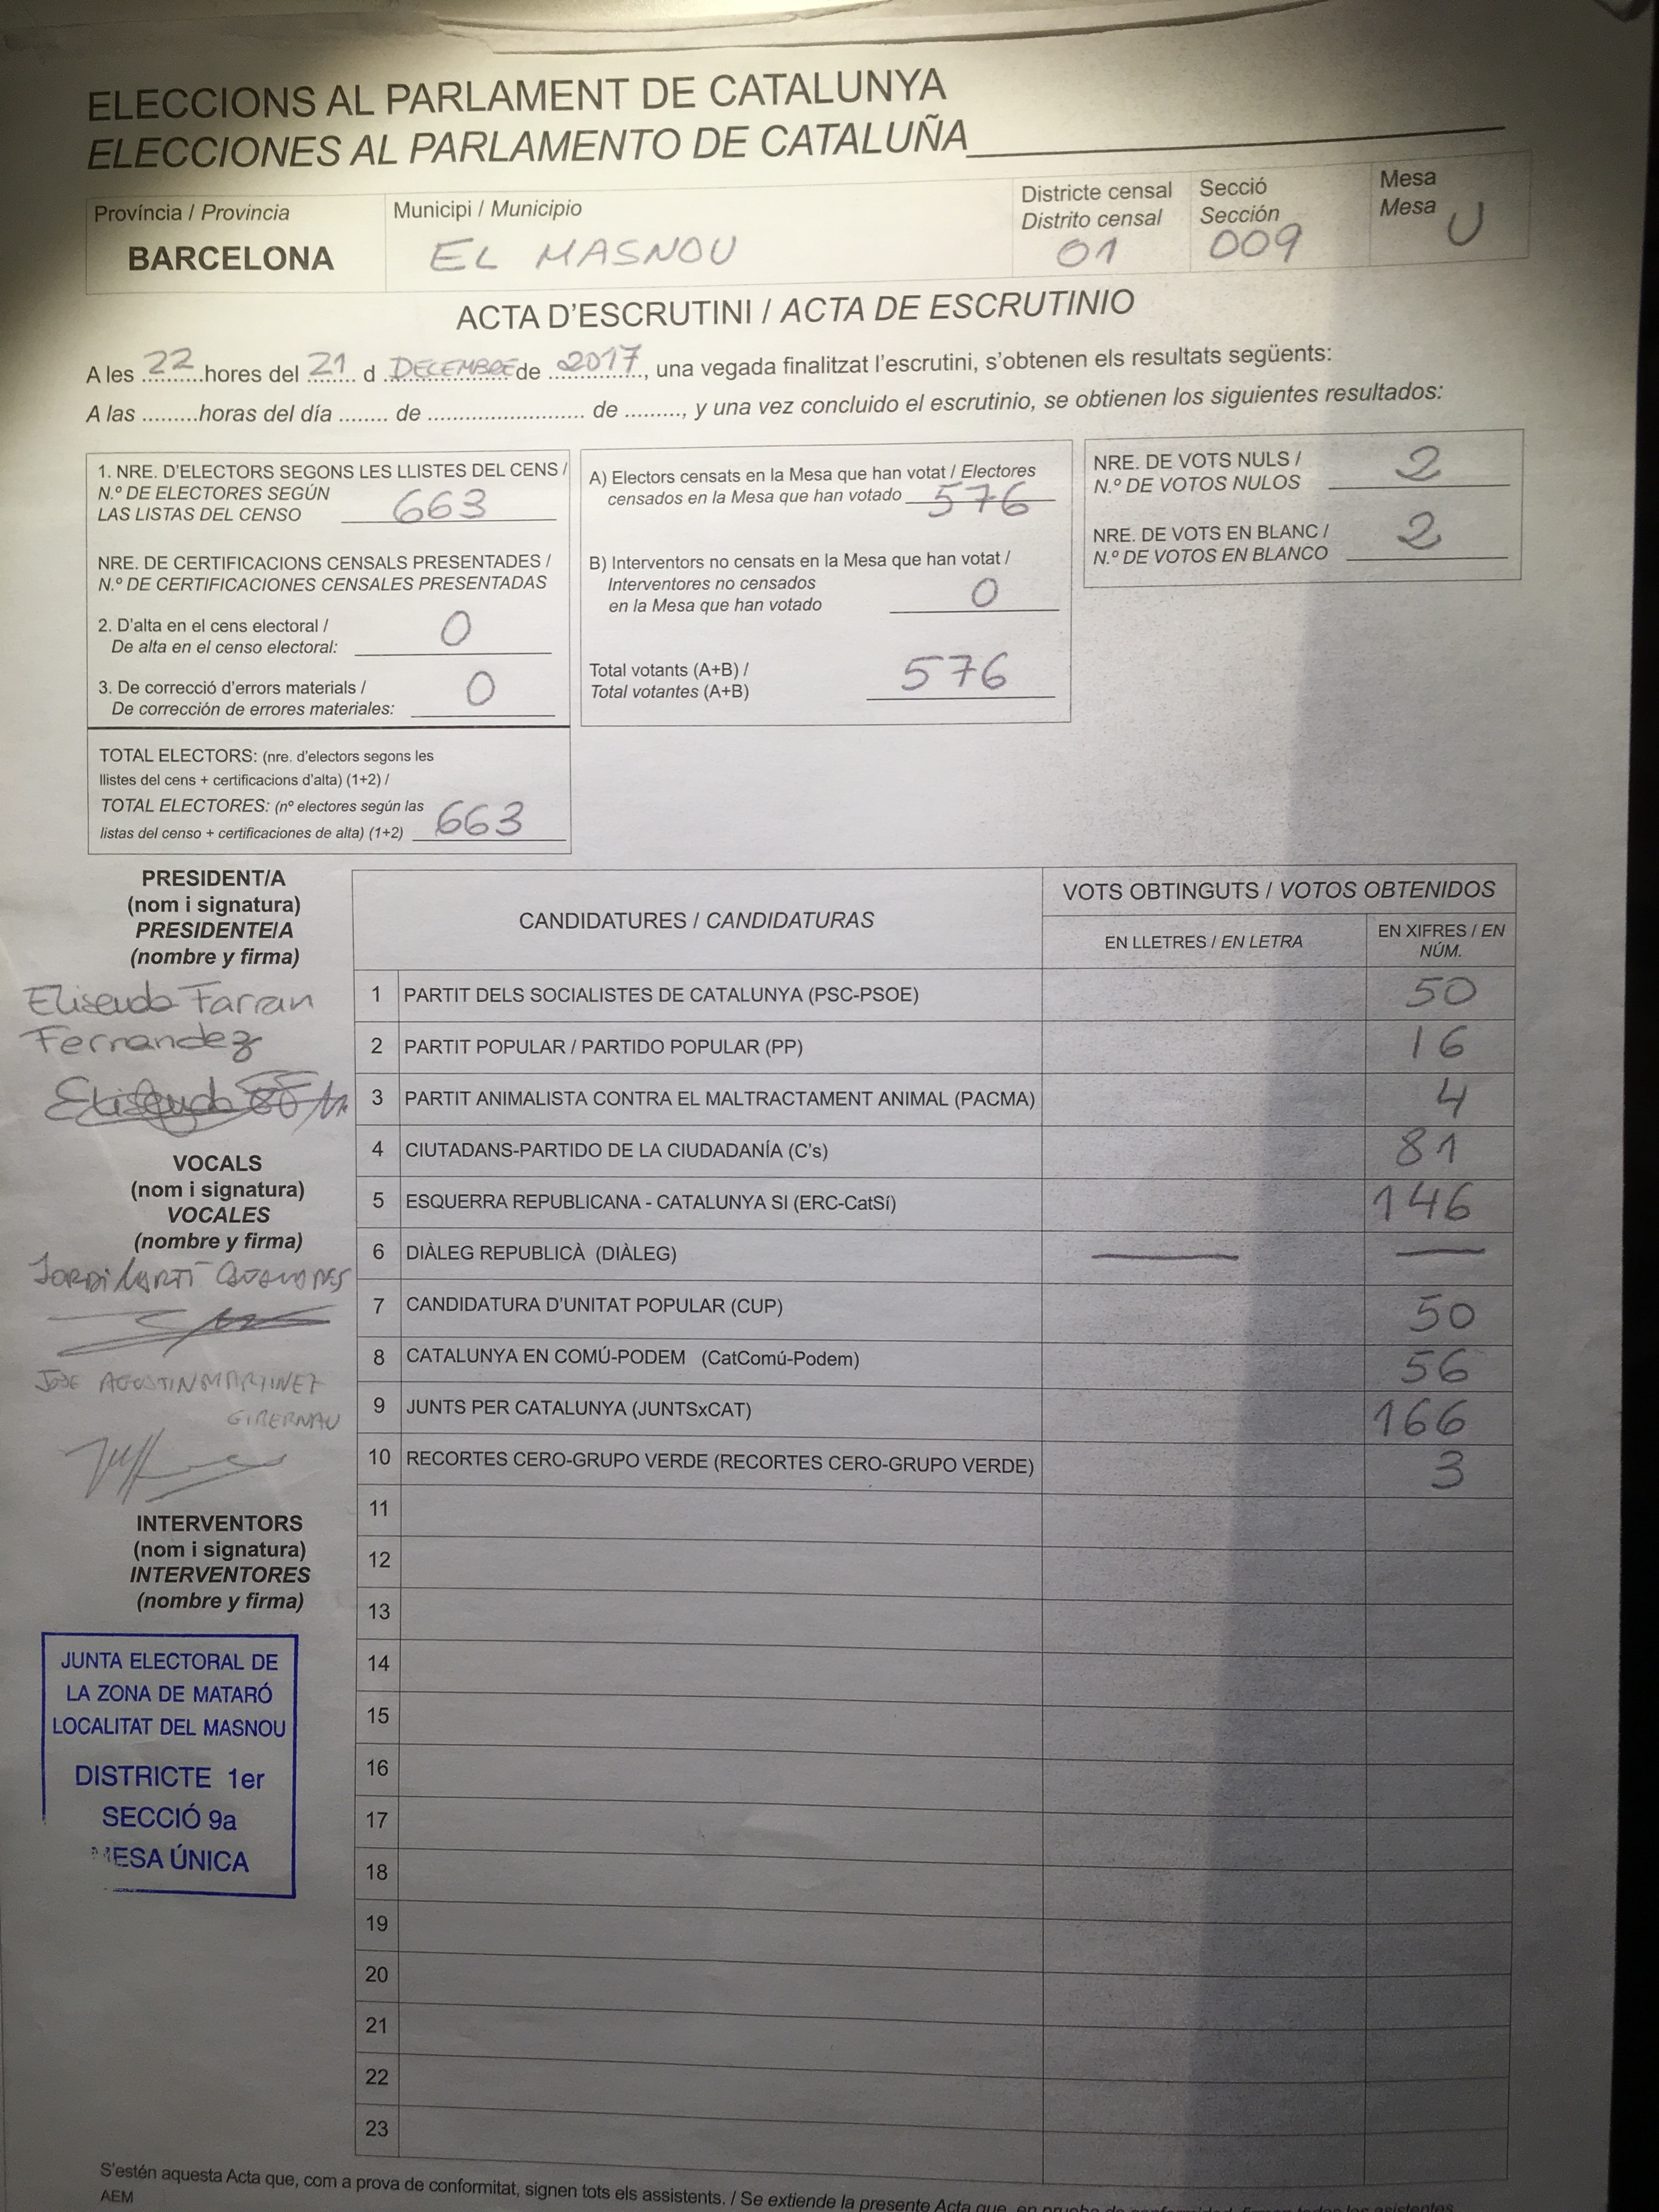 ELECCIONS AL PARLAMENT DE CATALUNYA
ELECCIONES AL PARLAMENTO DE CATALUÑA
Província / Provincia
BARCELONA
Municipi / Municipio
EL MASNOU
Districte censal
Distrito censal
01
Secció
Sección
009
Mesa
Mesa U
ACTA D'ESCRUTINI / ACTA DE ESCRUTINIO
A les 22 hores del 21 d DECEMBRE de 2017, una vegada finalitzat l'escrutini, s'obtenen els resultats següents:
A las .........horas del día ........ de .......................... de ........., y una vez concluido el escrutinio, se obtienen los siguientes resultados:
1. NRE. D'ELECTORS SEGONS LES LLISTES DEL CENS /
N.º DE ELECTORES SEGÚN
LAS LISTAS DEL CENSO 663
NRE. DE CERTIFICACIONS CENSALS PRESENTADES /
N.º DE CERTIFICACIONES CENSALES PRESENTADAS
2. D'alta en el cens electoral /
De alta en el censo electoral: 0
3. De correcció d'errors materials /
De corrección de errores materiales: 0
TOTAL ELECTORS: (nre. d'electors segons les
llistes del cens + certificacions d'alta) (1+2) /
TOTAL ELECTORES: (nº electores según las
listas del censo + certificaciones de alta) (1+2) 663
A) Electors censats en la Mesa que han votat / Electores
censados en la Mesa que han votado 576
B) Interventors no censats en la Mesa que han votat /
Interventores no censados
en la Mesa que han votado 0
Total votants (A+B) /
Total votantes (A+B) 576
NRE. DE VOTS NULS /
N.º DE VOTOS NULOS 2
NRE. DE VOTS EN BLANC /
N.º DE VOTOS EN BLANCO 2
PRESIDENT/A
(nom i signatura)
PRESIDENTE/A
(nombre y firma)
Elisenda Farran
Fernandez
VOCALS
(nom i signatura)
VOCALES
(nombre y firma)
JORDI MARTÍ
JOSE AGUSTIN MARTINEZ
GIBERNAU
INTERVENTORS
(nom i signatura)
INTERVENTORES
(nombre y firma)
JUNTA ELECTORAL DE
LA ZONA DE MATARÓ
LOCALITAT DEL MASNOU
DISTRICTE 1er
SECCIÓ 9a
MESA ÚNICA
CANDIDATURES / CANDIDATURAS
VOTS OBTINGUTS / VOTOS OBTENIDOS
EN LLETRES / EN LETRA
EN XIFRES / EN
NÚM.
1 PARTIT DELS SOCIALISTES DE CATALUNYA (PSC-PSOE) 50
2 PARTIT POPULAR / PARTIDO POPULAR (PP) 16
3 PARTIT ANIMALISTA CONTRA EL MALTRACTAMENT ANIMAL (PACMA) 4
4 CIUTADANS-PARTIDO DE LA CIUDADANÍA (C's) 81
5 ESQUERRA REPUBLICANA - CATALUNYA SI (ERC-CatSí) 146
6 DIÀLEG REPUBLICÀ (DIÀLEG) — —
7 CANDIDATURA D'UNITAT POPULAR (CUP) 50
8 CATALUNYA EN COMÚ-PODEM (CatComú-Podem) 56
9 JUNTS PER CATALUNYA (JUNTSxCAT) 166
10 RECORTES CERO-GRUPO VERDE (RECORTES CERO-GRUPO VERDE) 3
11
12
13
14
15
16
17
18
19
20
21
22
23
S'estén aquesta Acta que, com a prova de conformitat, signen tots els assistents. / Se extiende la presente Acta que, en prueba de
AEM